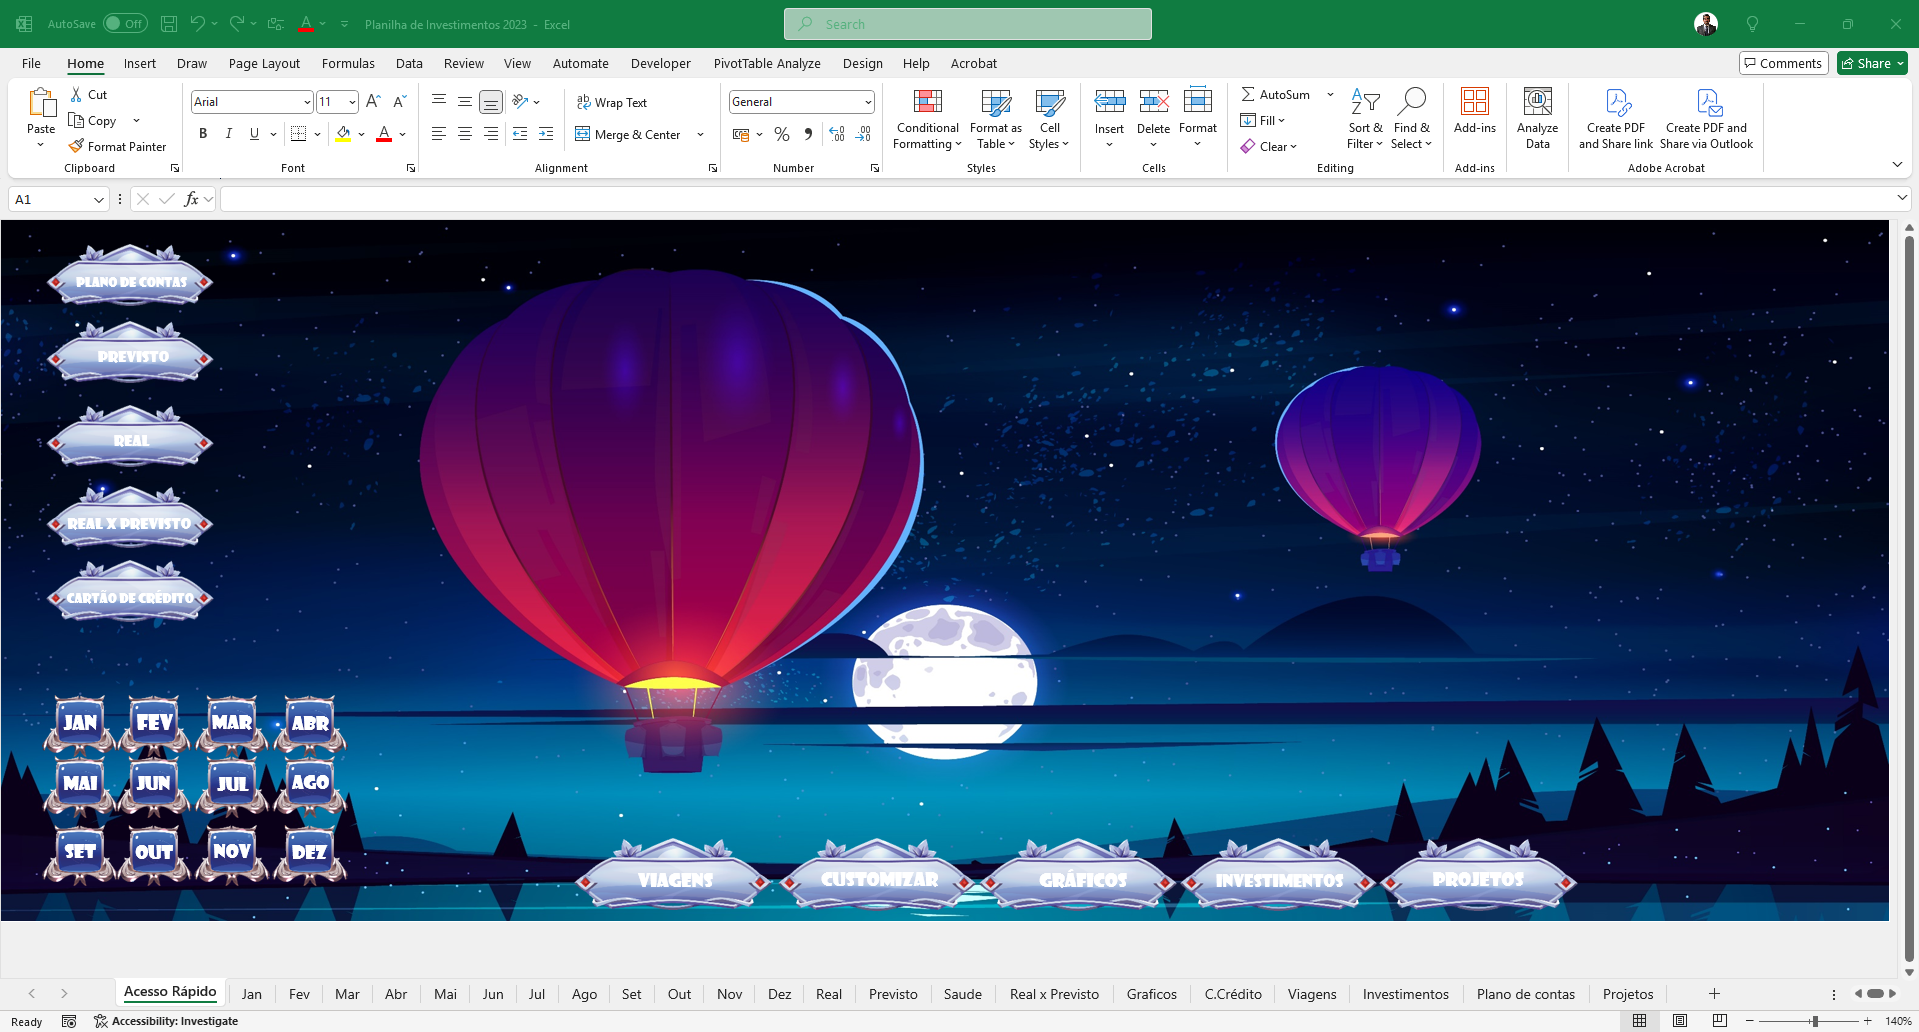 AutoSave Off Planilha de Investimentos 2023 - Excel Search
File Home Insert Draw Page Layout Formulas Data Review View Automate Developer PivotTable Analyze Design Help Acrobat Comments Share
Paste
Cut
Copy
Format Painter
Clipboard
Arial 11
B I U A
Font
Wrap Text
Merge & Center
Alignment
General
Number
Conditional Formatting
Format as Table
Cell Styles
Styles
Insert Delete Format
Cells
AutoSum
Fill
Clear
Sort & Filter
Find & Select
Editing
Add-ins
Add-ins
Analyze Data
Create PDF and Share link
Create PDF and Share via Outlook
Adobe Acrobat
A1 fx
PLANO DE CONTAS
PREVISTO
REAL
REAL X PREVISTO
CARTÃO DE CRÉDITO
JAN FEV MAR ABR
MAI JUN JUL AGO
SET OUT NOV DEZ
VIAGENS CUSTOMIZAR GRÁFICOS INVESTIMENTOS PROJETOS
Acesso Rápido Jan Fev Mar Abr Mai Jun Jul Ago Set Out Nov Dez Real Previsto Saude Real x Previsto Graficos C.Crédito Viagens Investimentos Plano de contas Projetos
Ready Accessibility: Investigate 140%